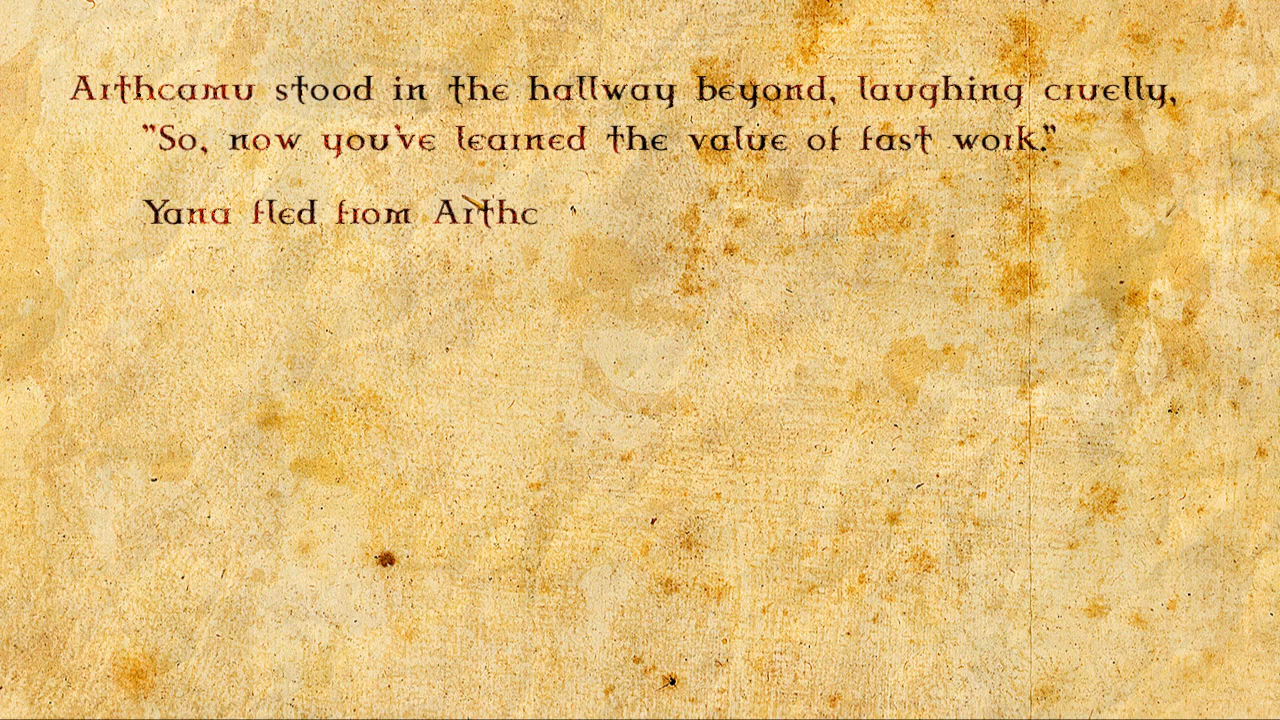 Arthcamu stood in the hallway beyond, laughing cruelly,
"So, now you've learned the value of fast work."
Yana fled from Arthc